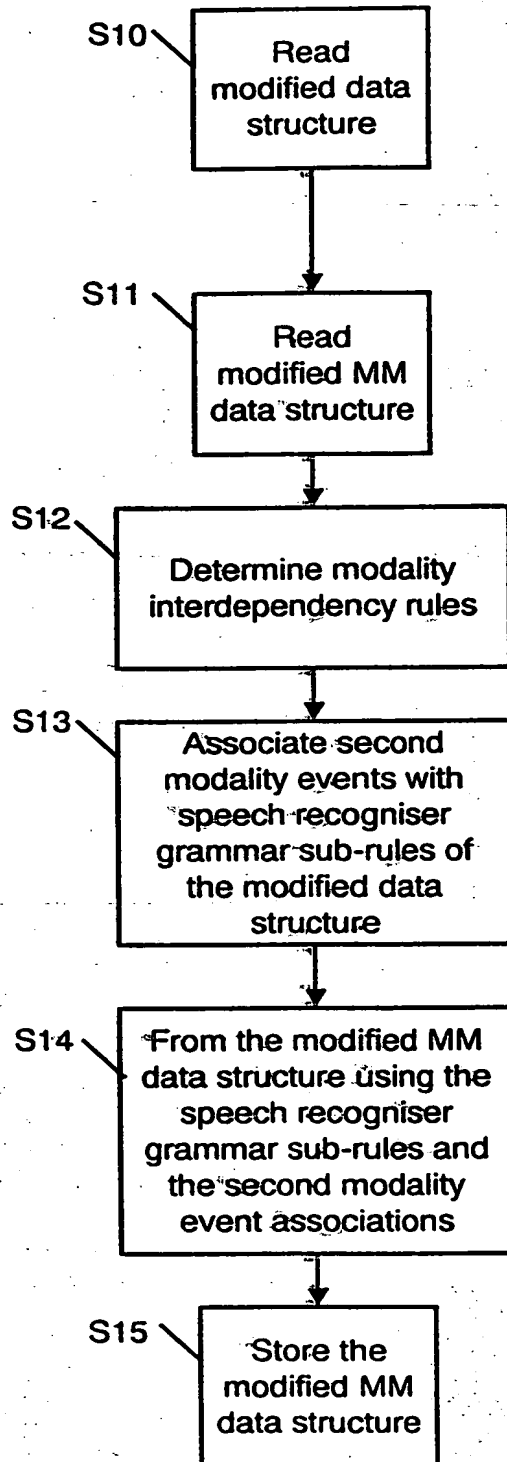 S10
Read
modified data
structure
S11
Read
modified MM
data structure
S12
Determine modality
interdependency rules
S13
Associate second
modality events with
speech recogniser
grammar sub-rules of
the modified data
structure
S14
From the modified MM
data structure using the
speech recogniser
grammar sub-rules and
the second modality
event associations
S15
Store the
modified MM
data structure